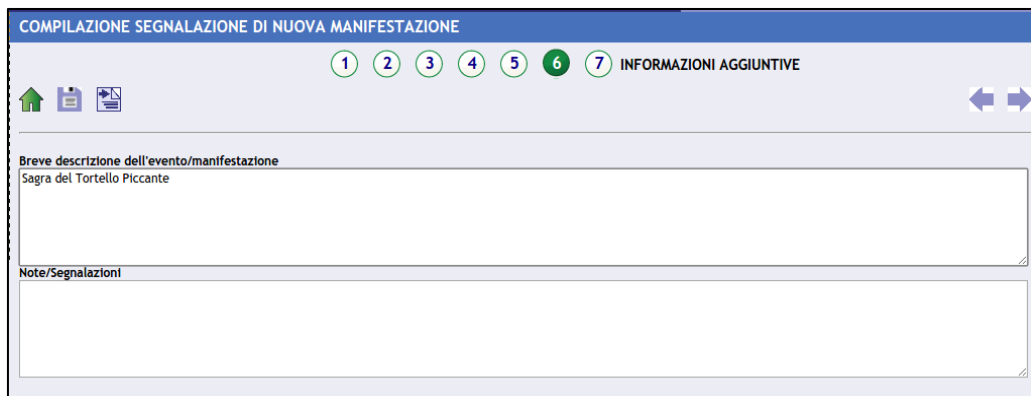 COMPILAZIONE SEGNALAZIONE DI NUOVA MANIFESTAZIONE
1 2 3 4 5 6 7 INFORMAZIONI AGGIUNTIVE
Breve descrizione dell'evento/manifestazione
Sagra del Tortello Piccante
Note/Segnalazioni